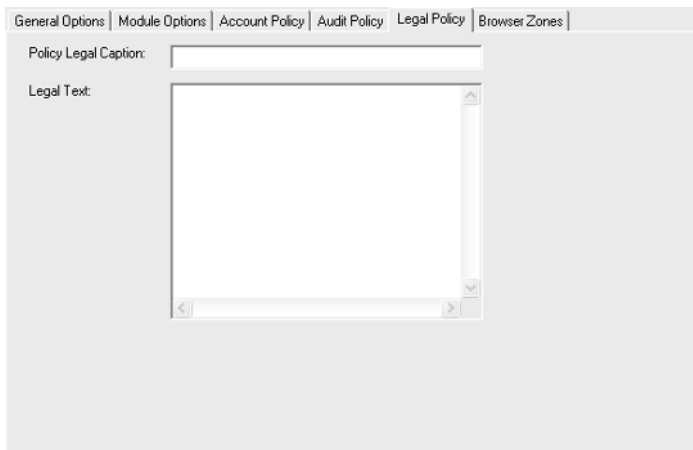 General Options Module Options Account Policy Audit Policy Legal Policy Browser Zones
Policy Legal Caption:
Legal Text: